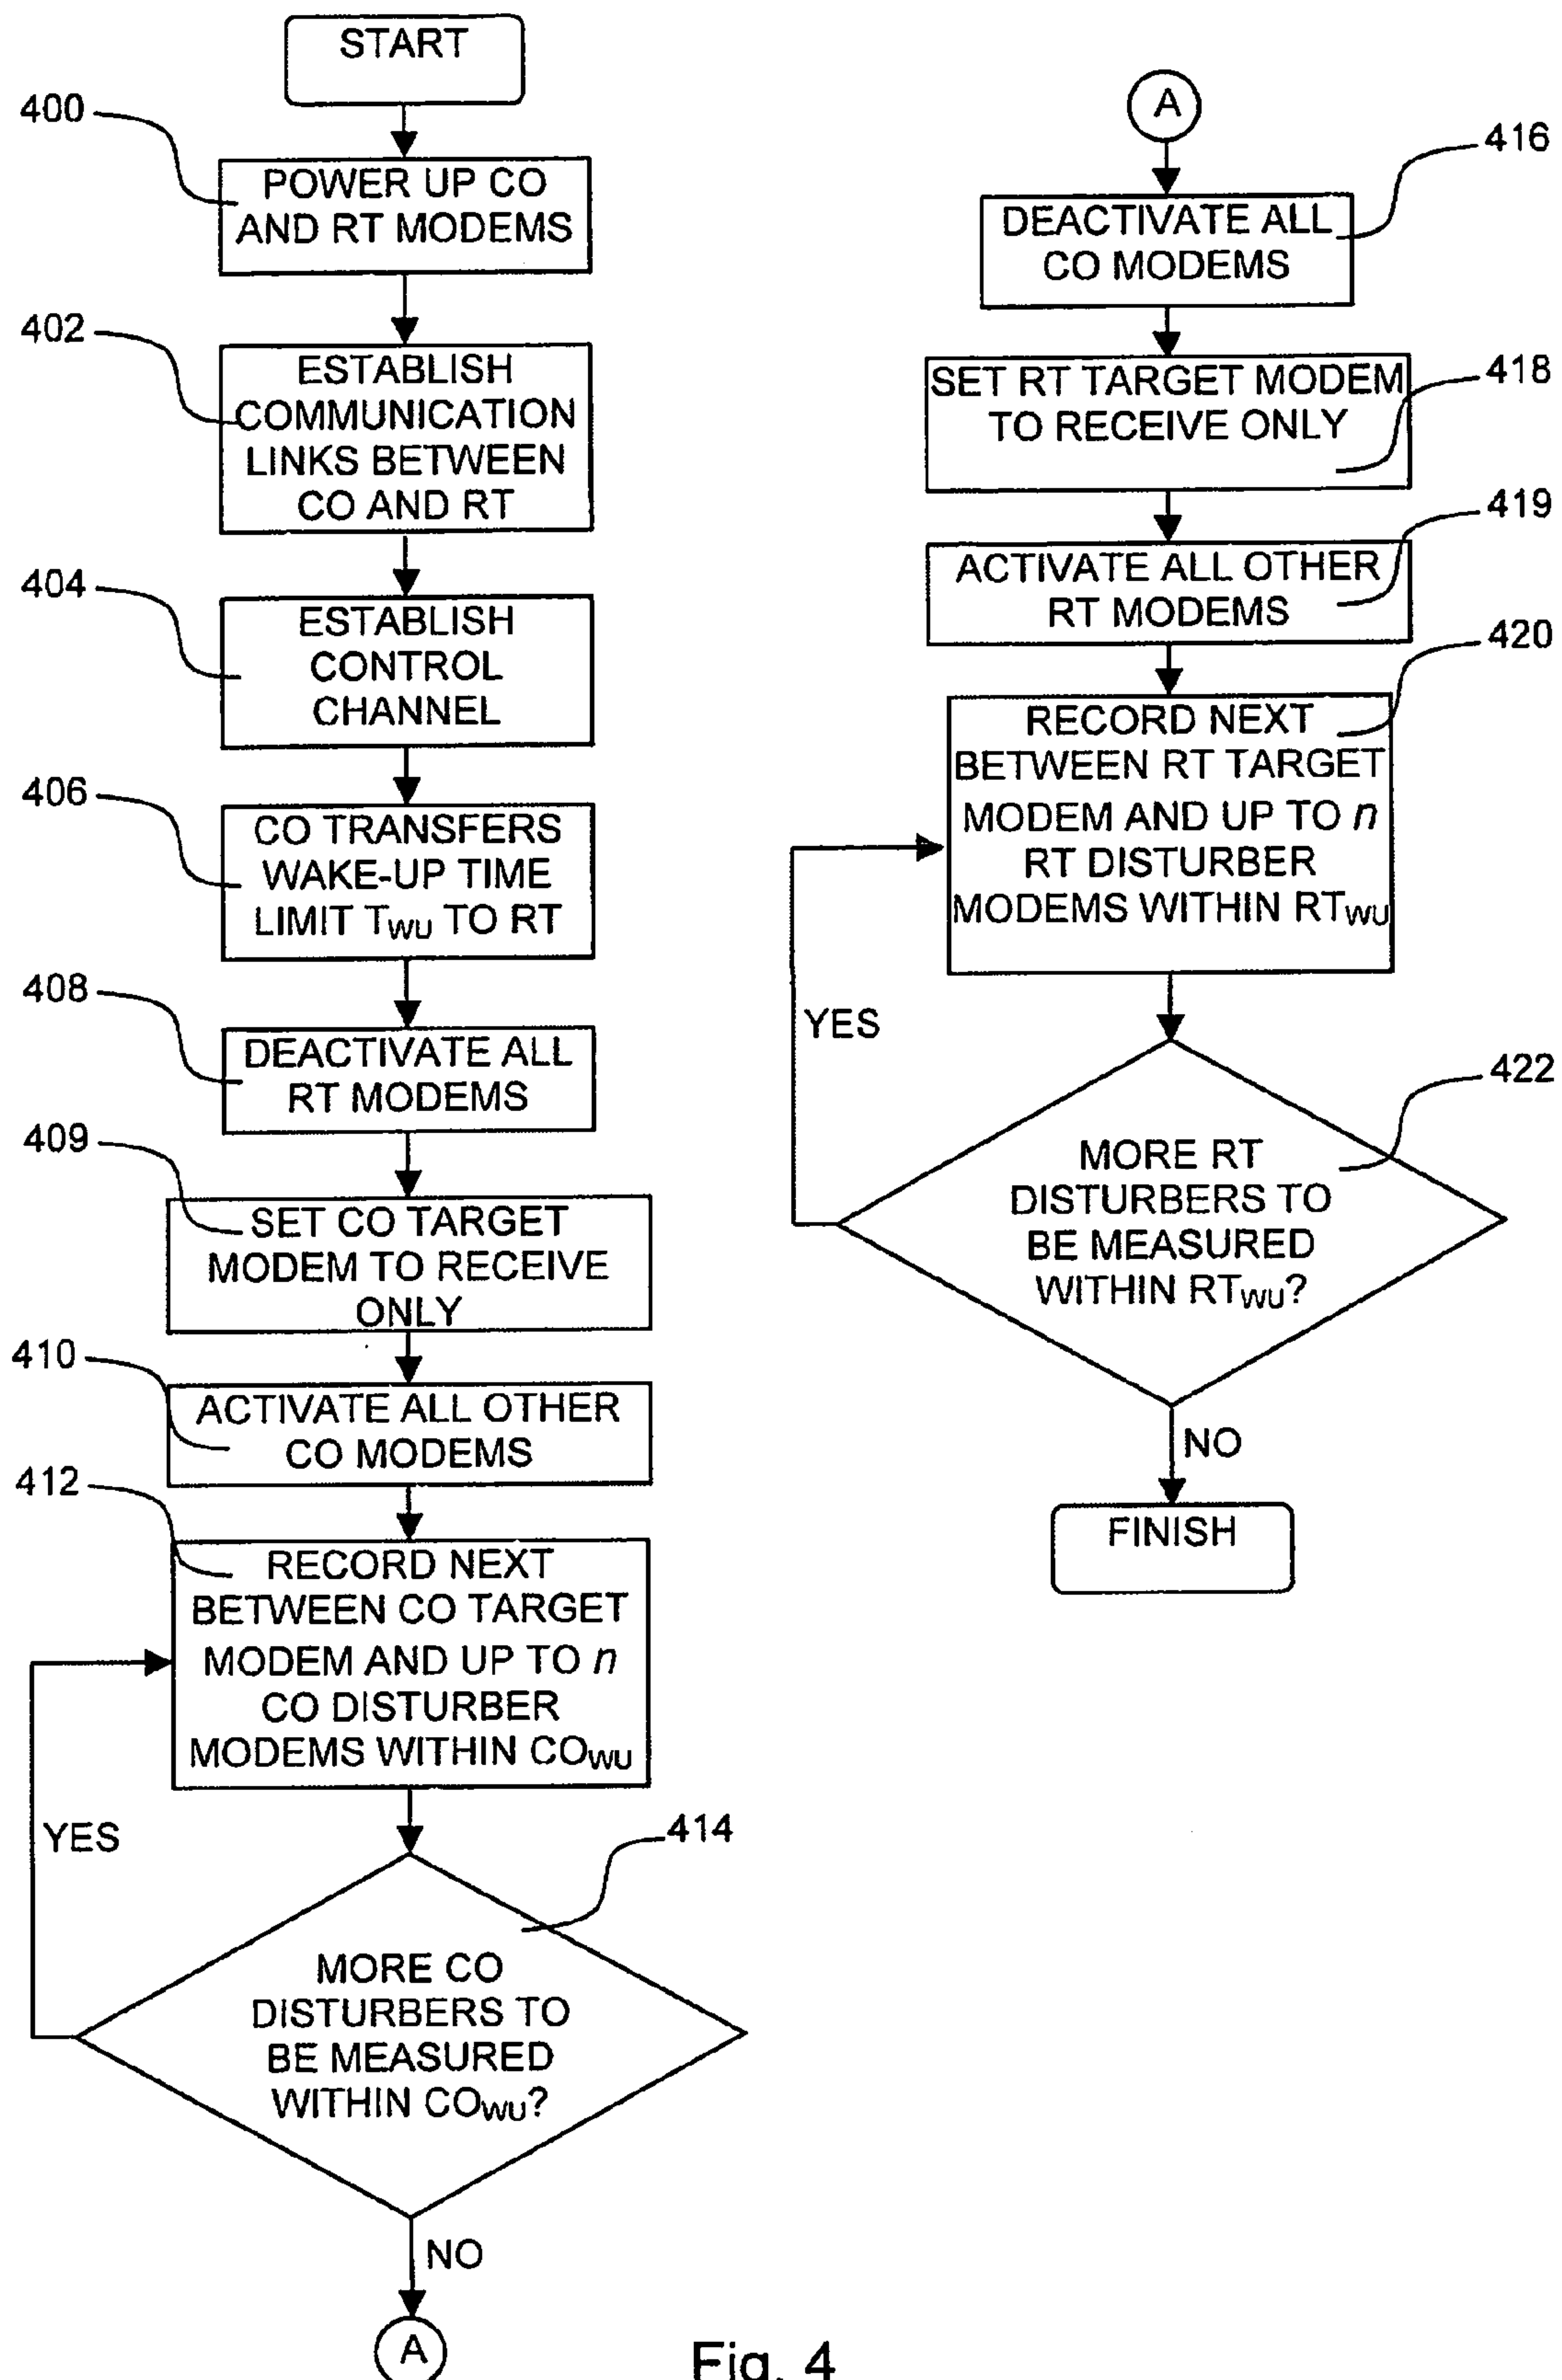 START
400
POWER UP CO
AND RT MODEMS
402
ESTABLISH
COMMUNICATION
LINKS BETWEEN
CO AND RT
404
ESTABLISH
CONTROL
CHANNEL
406
CO TRANSFERS
WAKE-UP TIME
LIMIT TWU TO RT
408
DEACTIVATE ALL
RT MODEMS
409
SET CO TARGET
MODEM TO RECEIVE
ONLY
410
ACTIVATE ALL OTHER
CO MODEMS
412
RECORD NEXT
BETWEEN CO TARGET
MODEM AND UP TO n
CO DISTURBER
MODEMS WITHIN COWU
YES
414
MORE CO
DISTURBERS TO
BE MEASURED
WITHIN COWU?
NO
A
A
416
DEACTIVATE ALL
CO MODEMS
418
SET RT TARGET MODEM
TO RECEIVE ONLY
419
ACTIVATE ALL OTHER
RT MODEMS
420
RECORD NEXT
BETWEEN RT TARGET
MODEM AND UP TO n
RT DISTURBER
MODEMS WITHIN RTWU
YES
422
MORE RT
DISTURBERS TO
BE MEASURED
WITHIN RTWU?
NO
FINISH
Fig. 4